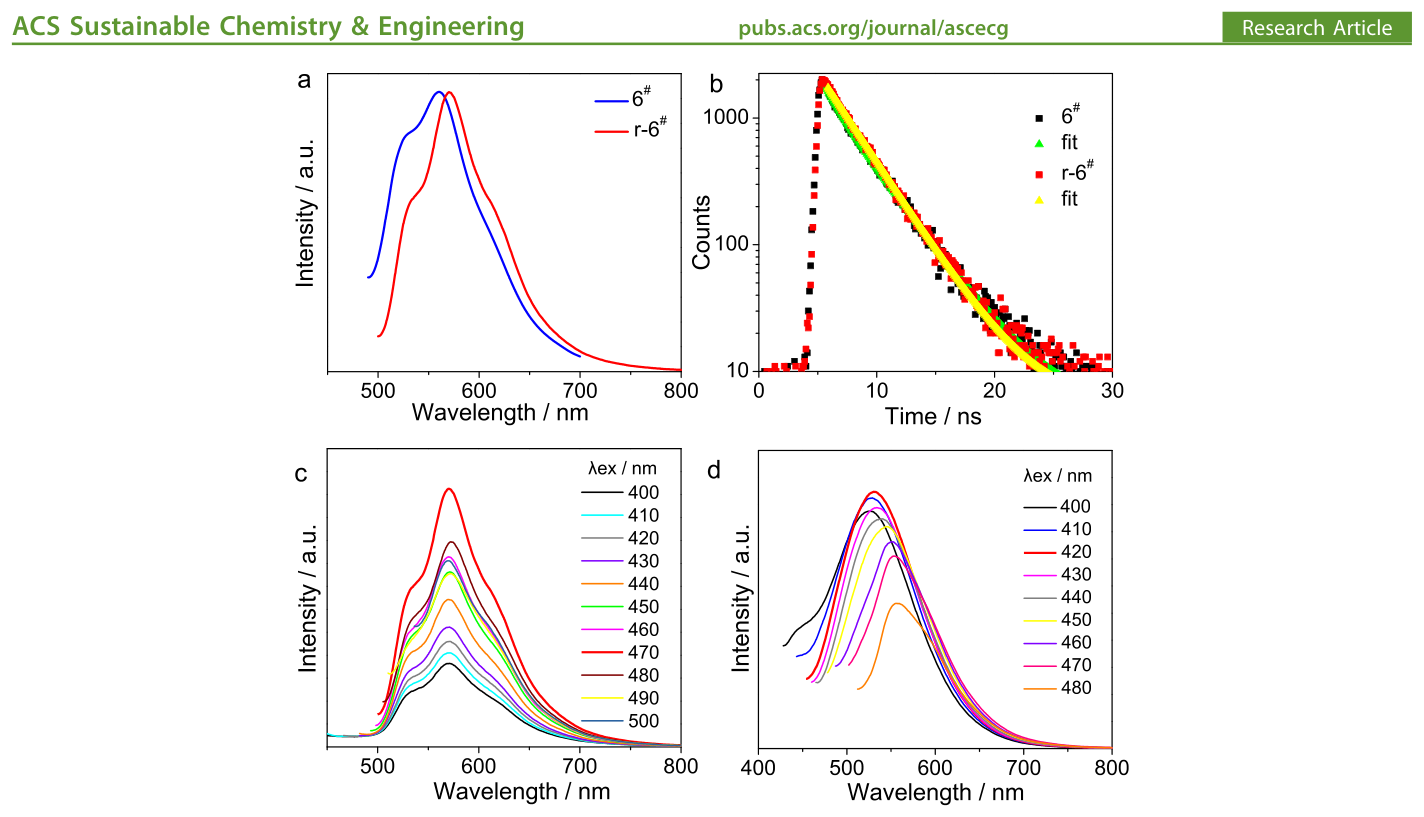 ACS Sustainable Chemistry & Engineering pubs.acs.org/journal/ascecg Research Article
a
6#
r-6#
Intensity / a.u.
500 600 700 800
Wavelength / nm
b
6#
fit
r-6#
fit
Counts
1000
100
10
0 10 20 30
Time / ns
c
λex / nm
400
410
420
430
440
450
460
470
480
490
500
Intensity / a.u.
500 600 700 800
Wavelength / nm
d
λex / nm
400
410
420
430
440
450
460
470
480
Intensity / a.u.
400 500 600 700 800
Wavelength / nm